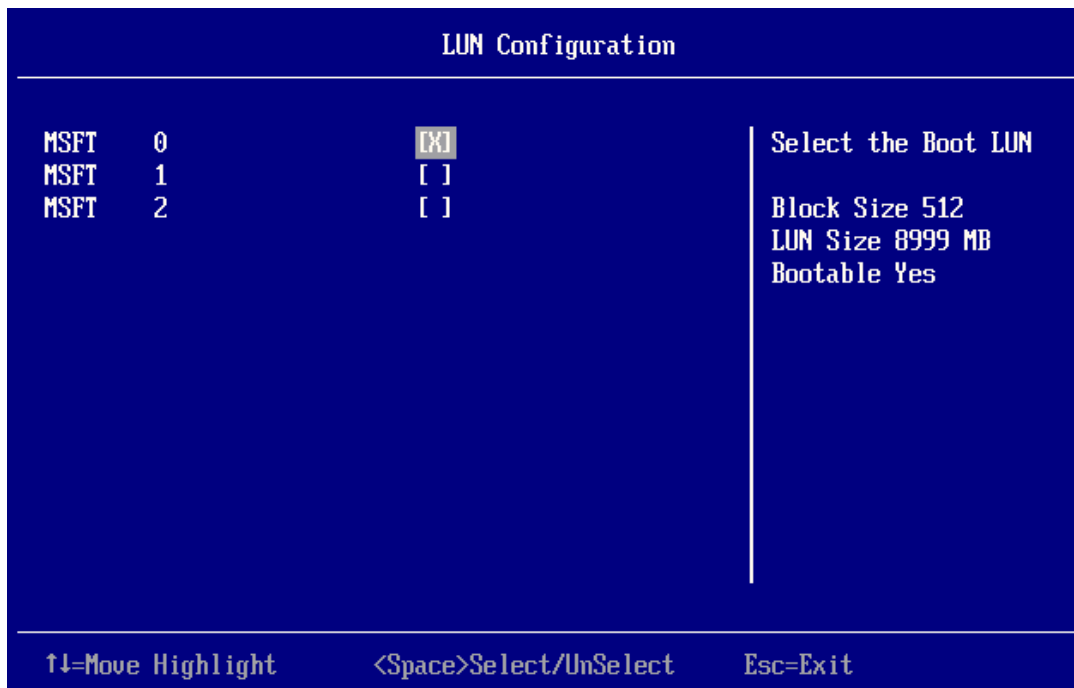 LUN Configuration
MSFT 0 [X]
MSFT 1 [ ]
MSFT 2 [ ]
Select the Boot LUN
Block Size 512
LUN Size 8999 MB
Bootable Yes
↑↓=Move Highlight <Space>Select/UnSelect Esc=Exit